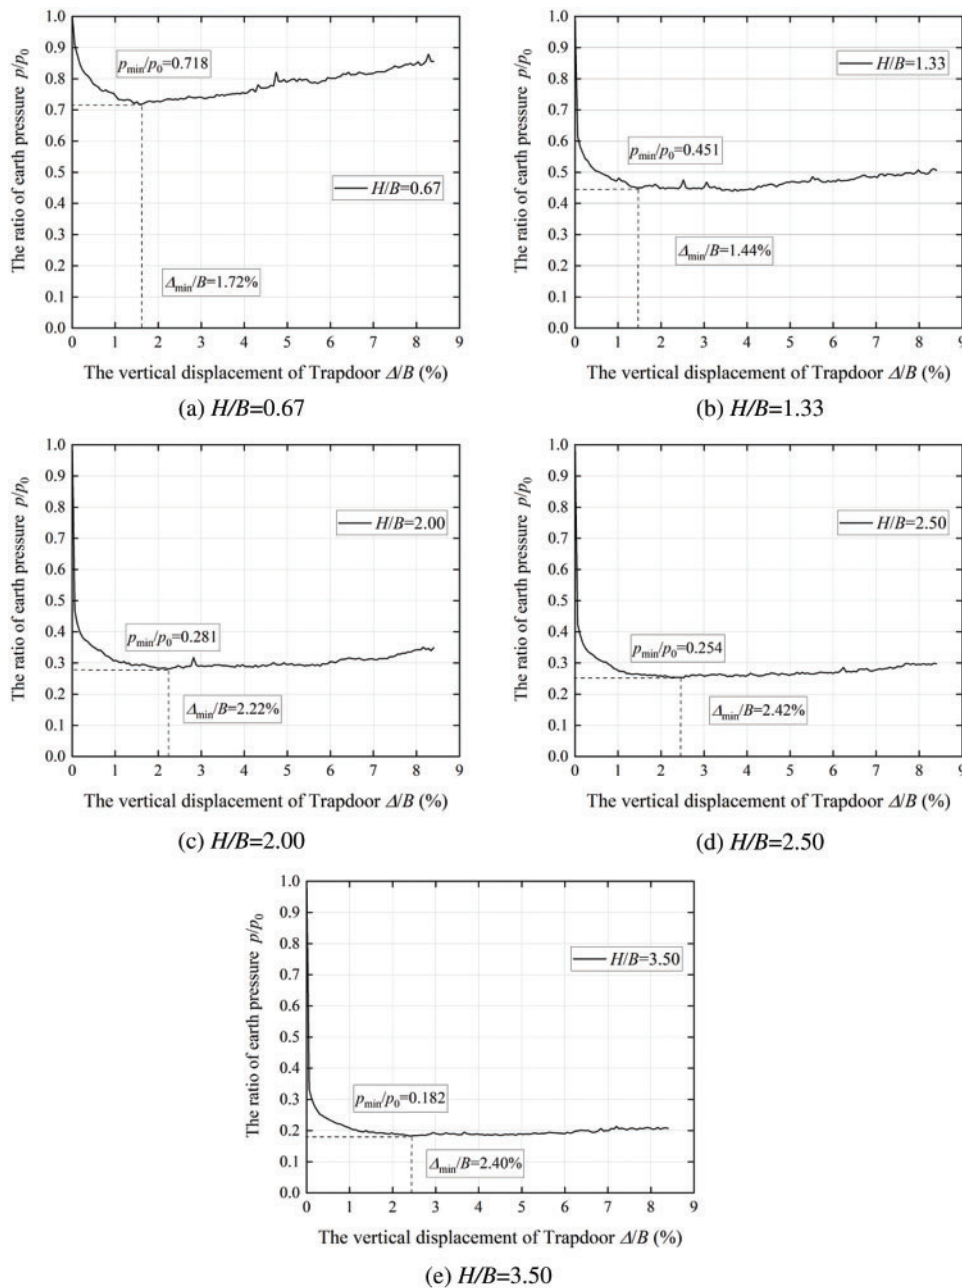 The ratio of earth pressure p/p₀
1.0
0.9
0.8
0.7
0.6
0.5
0.4
0.3
0.2
0.1
0.0
pmin/p₀=0.718
H/B=0.67
Δmin/B=1.72%
0 1 2 3 4 5 6 7 8 9
The vertical displacement of Trapdoor Δ/B (%)
(a) H/B=0.67
The ratio of earth pressure p/p₀
1.0
0.9
0.8
0.7
0.6
0.5
0.4
0.3
0.2
0.1
0.0
H/B=1.33
pmin/p₀=0.451
Δmin/B=1.44%
0 1 2 3 4 5 6 7 8 9
The vertical displacement of Trapdoor Δ/B (%)
(b) H/B=1.33
The ratio of earth pressure p/p₀
1.0
0.9
0.8
0.7
0.6
0.5
0.4
0.3
0.2
0.1
0.0
H/B=2.00
pmin/p₀=0.281
Δmin/B=2.22%
0 1 2 3 4 5 6 7 8 9
The vertical displacement of Trapdoor Δ/B (%)
(c) H/B=2.00
The ratio of earth pressure p/p₀
1.0
0.9
0.8
0.7
0.6
0.5
0.4
0.3
0.2
0.1
0.0
H/B=2.50
pmin/p₀=0.254
Δmin/B=2.42%
0 1 2 3 4 5 6 7 8 9
The vertical displacement of Trapdoor Δ/B (%)
(d) H/B=2.50
The ratio of earth pressure p/p₀
1.0
0.9
0.8
0.7
0.6
0.5
0.4
0.3
0.2
0.1
0.0
H/B=3.50
pmin/p₀=0.182
Δmin/B=2.40%
0 1 2 3 4 5 6 7 8 9
The vertical displacement of Trapdoor Δ/B (%)
(e) H/B=3.50